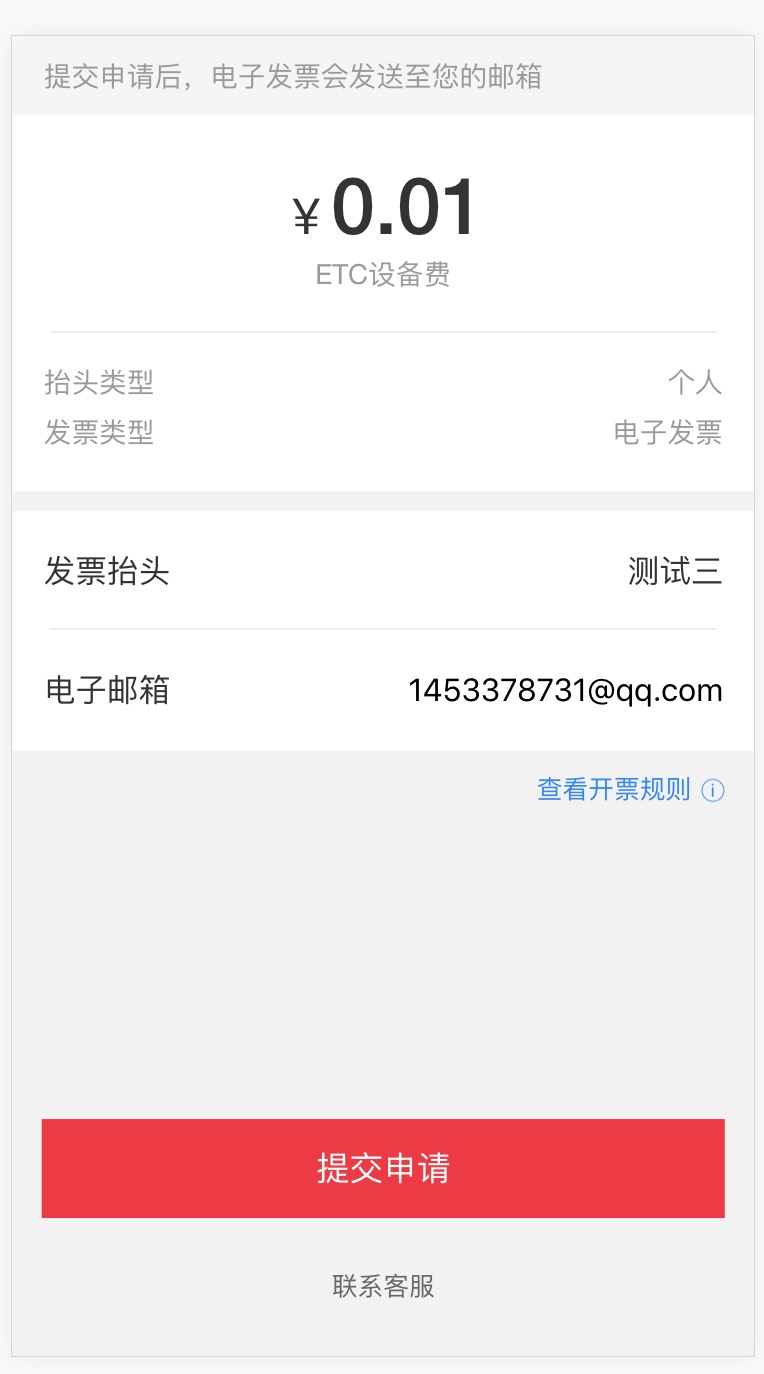 提交申请后，电子发票会发送至您的邮箱
¥ 0.01
ETC设备费
抬头类型 个人
发票类型 电子发票
发票抬头 测试三
电子邮箱 1453378731@qq.com
查看开票规则
提交申请
联系客服